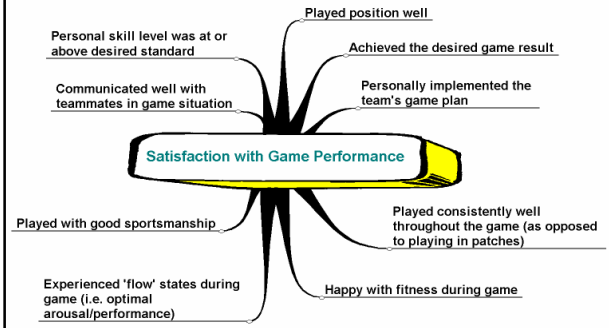 Played position well
Personal skill level was at or
above desired standard
Achieved the desired game result
Communicated well with
teammates in game situation
Personally implemented the
team's game plan
Satisfaction with Game Performance
Played with good sportsmanship
Played consistently well
throughout the game (as opposed
to playing in patches)
Experienced 'flow' states during
game (i.e. optimal
arousal/performance)
Happy with fitness during game